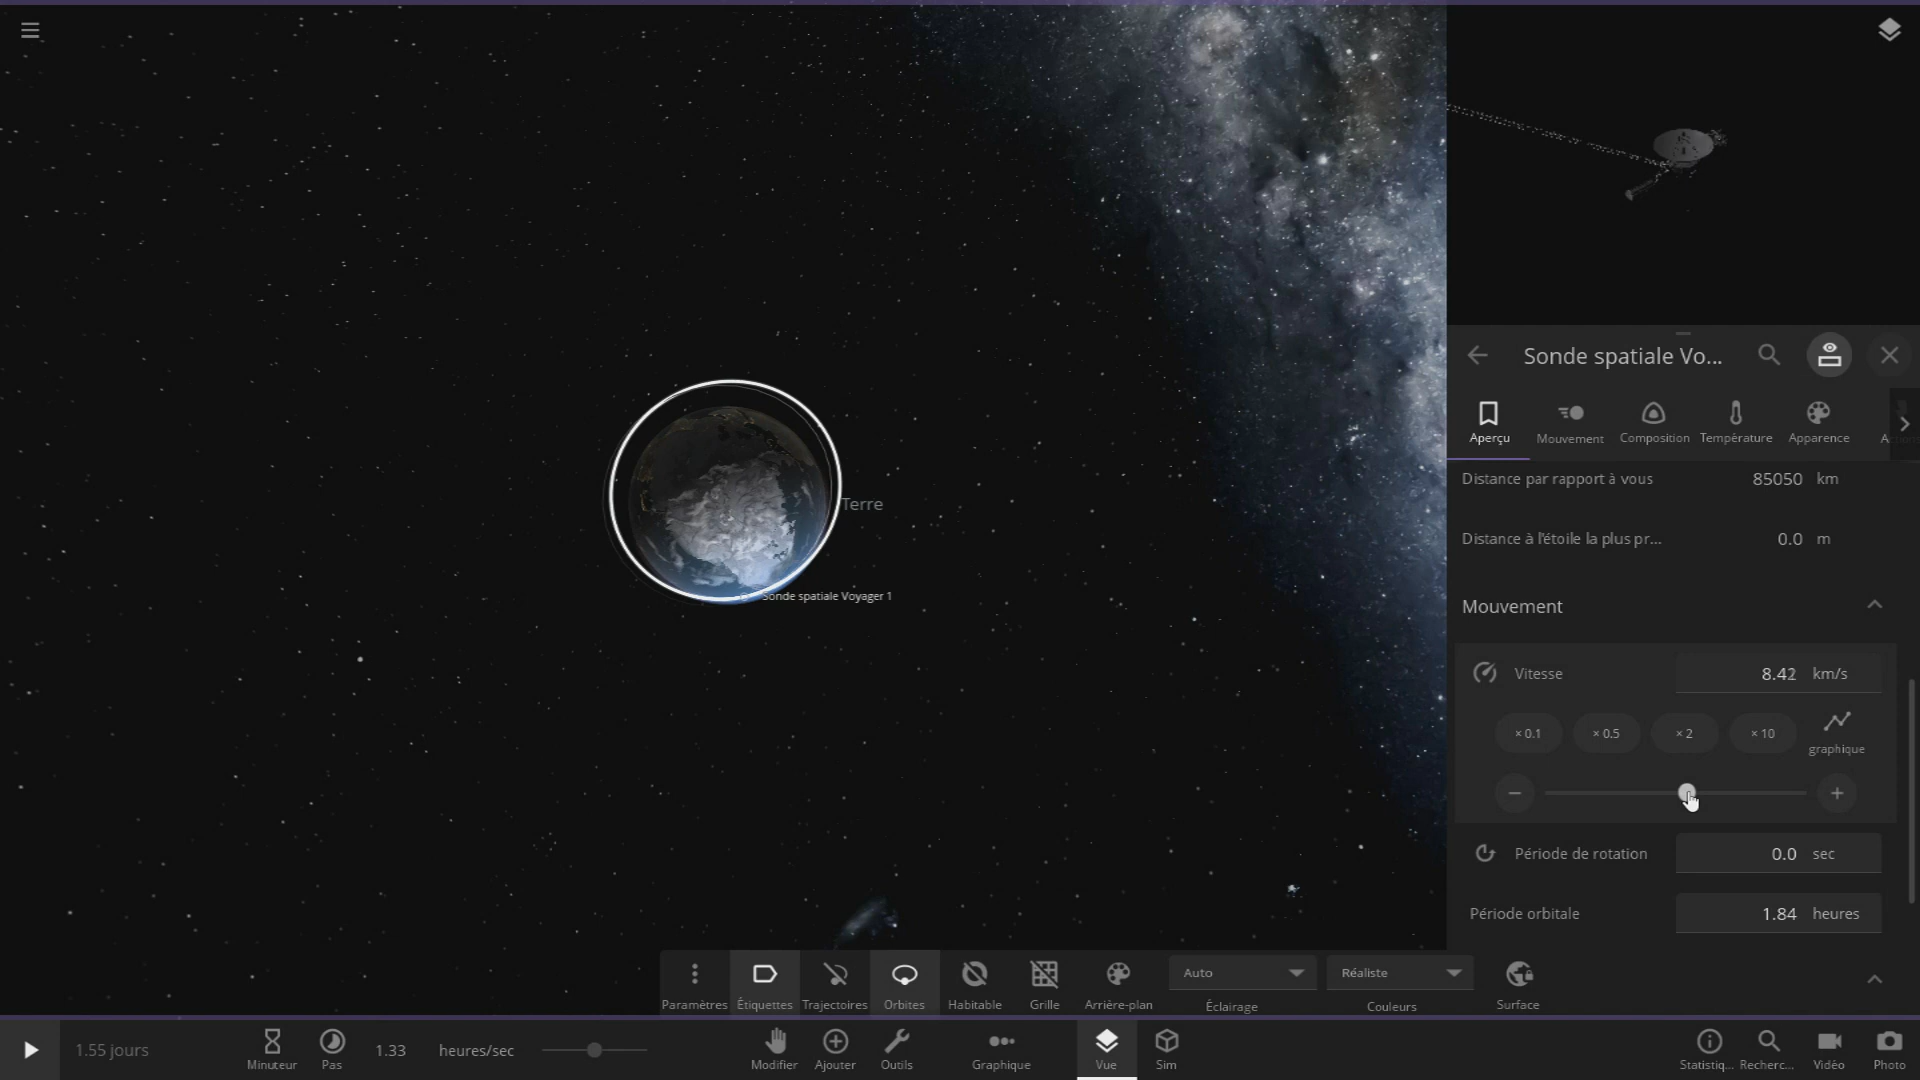 Terre
Sonde spatiale Voyager 1
Sonde spatiale Vo...
Aperçu
Mouvement
Composition
Température
Apparence
Distance par rapport à vous 85050 km
Distance à l'étoile la plus pr... 0.0 m
Mouvement
Vitesse 8.42 km/s
× 0.1
× 0.5
× 2
× 10
graphique
Période de rotation 0.0 sec
Période orbitale 1.84 heures
Auto
Réaliste
Paramètres
Étiquettes
Trajectoires
Orbites
Habitable
Grille
Arrière-plan
Éclairage
Couleurs
Surface
1.55 jours
Minuteur
Pas
1.33 heures/sec
Modifier
Ajouter
Outils
Graphique
Vue
Sim
Statistiq...
Recherc...
Vidéo
Photo